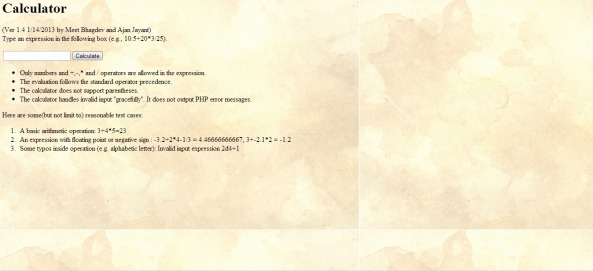 Calculator
(Ver 1.4 1/14/2013 by Meet Bhagdev and Ajan Jayant)
Type an expression in the following box (e.g., 10.5+20*3/25).
Calculate
Only numbers and +,-,* and / operators are allowed in the expression.
The evaluation follows the standard operator precedence.
The calculator does not support parentheses.
The calculator handles invalid input "gracefully". It does not output PHP error messages.
Here are some(but not limit to) reasonable test cases:
1. A basic arithmetic operation: 3+4*5=23
2. An expression with floating point or negative sign : -3.2+2*4-1/3 = 4.46666666667, 3+-2.1*2 = -1.2
3. Some typos inside operation (e.g. alphabetic letter): Invalid input expression 2d4+1